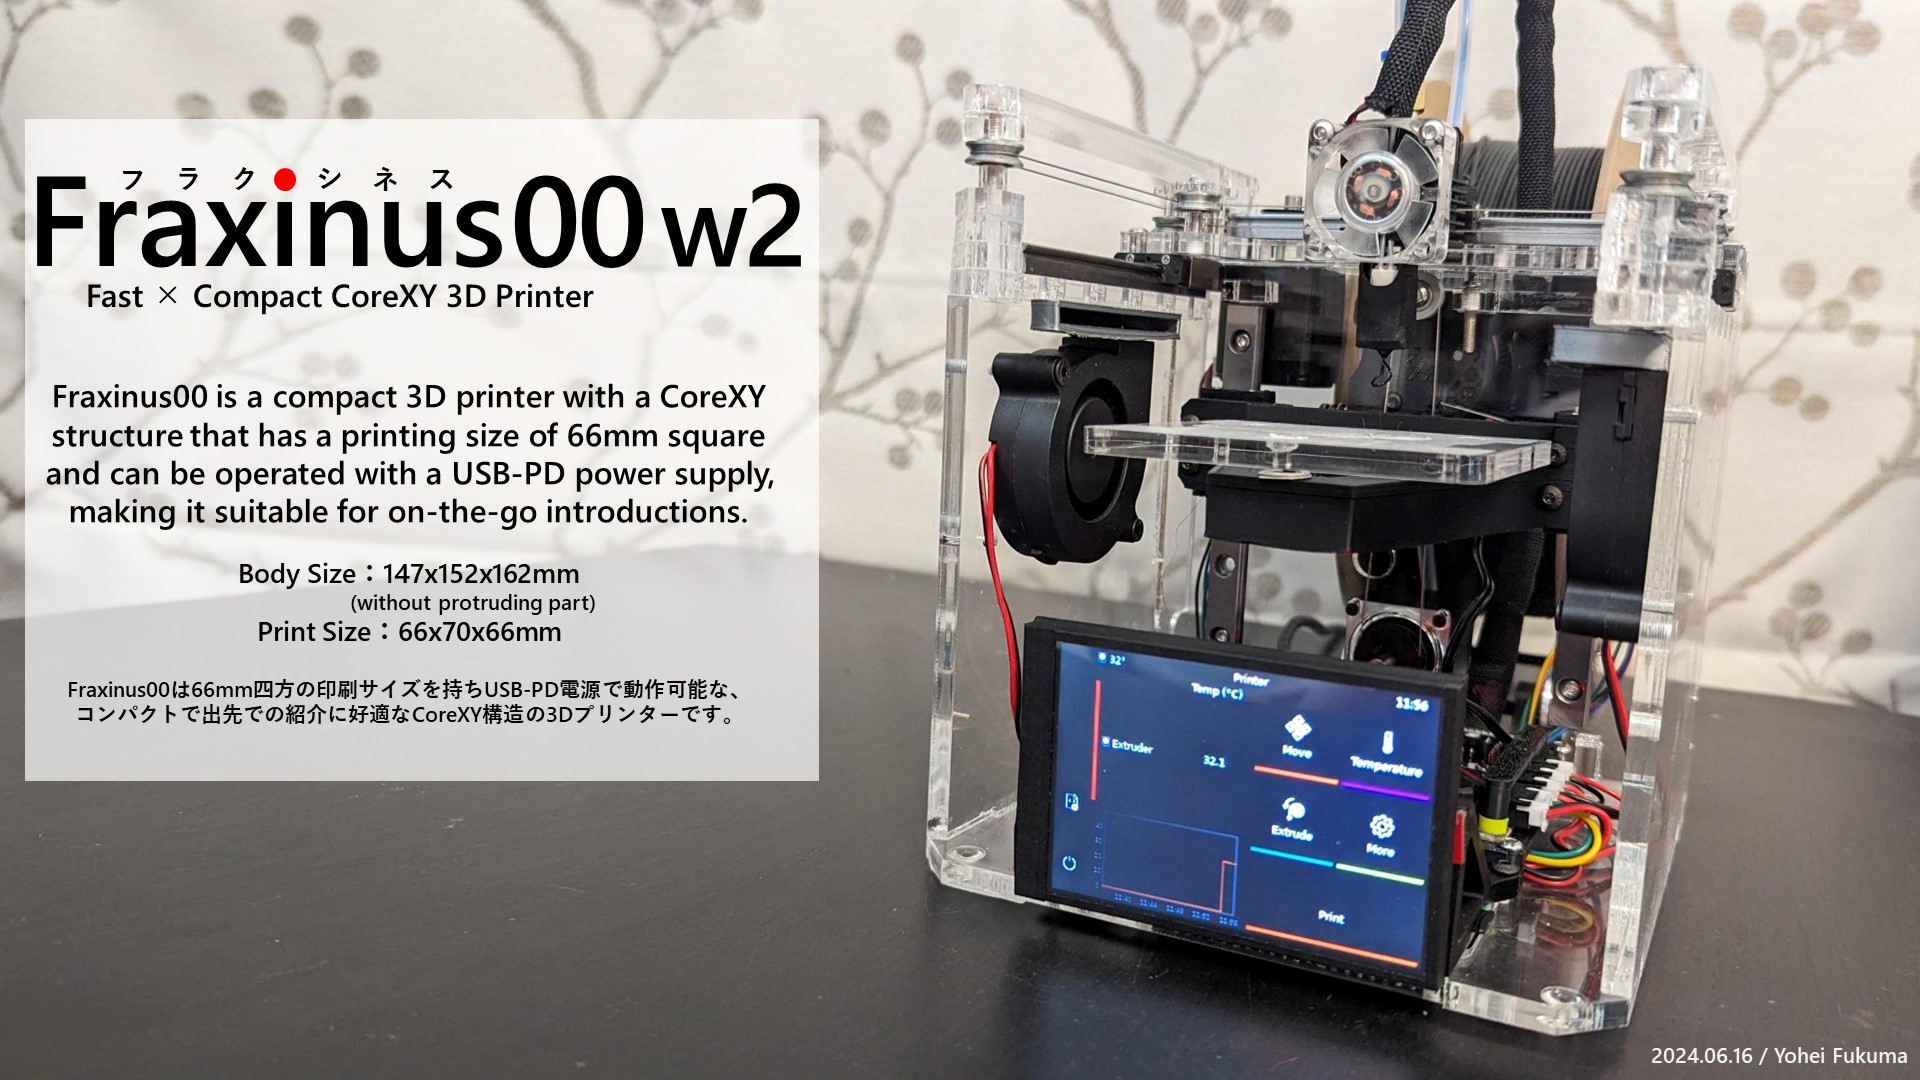 フラク●シネス
Fraxinus00 w2
Fast × Compact CoreXY 3D Printer
Fraxinus00 is a compact 3D printer with a CoreXY
structure that has a printing size of 66mm square
and can be operated with a USB-PD power supply,
making it suitable for on-the-go introductions.
Body Size：147x152x162mm
(without protruding part)
Print Size：66x70x66mm
Fraxinus00は66mm四方の印刷サイズを持ちUSB-PD電源で動作可能な、
コンパクトで出先での紹介に好適なCoreXY構造の3Dプリンターです。
32°
Printer
11:56
Temp (°C)
Extruder
32.1
Move
Temperature
Extrude
More
Print
2024.06.16 / Yohei Fukuma